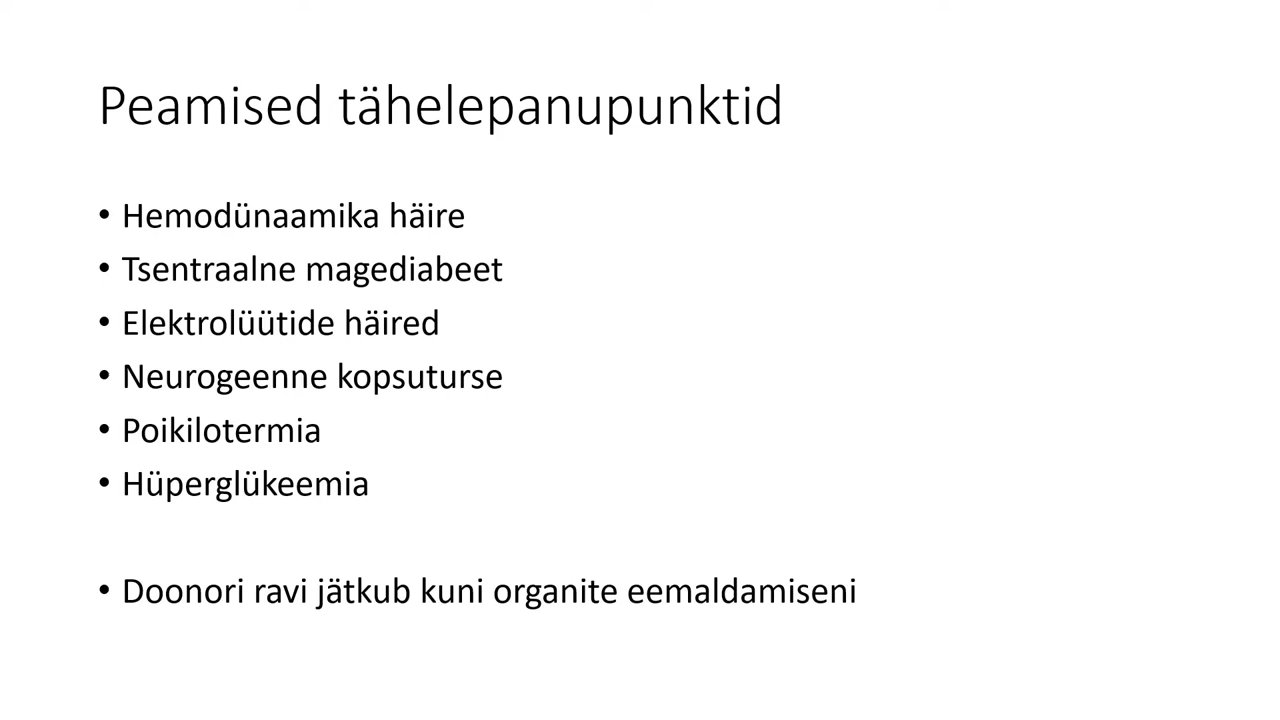 Peamised tähelepanupunktid
• Hemodünaamika häire
• Tsentraalne magediabeet
• Elektrolüütide häired
• Neurogeenne kopsuturse
• Poikilotermia
• Hüperglükeemia
• Doonori ravi jätkub kuni organite eemaldamiseni